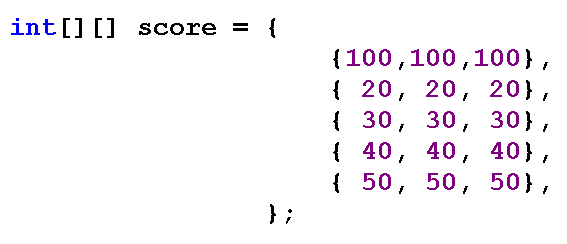 int[][] score = {
{100,100,100},
{ 20, 20, 20},
{ 30, 30, 30},
{ 40, 40, 40},
{ 50, 50, 50},
};